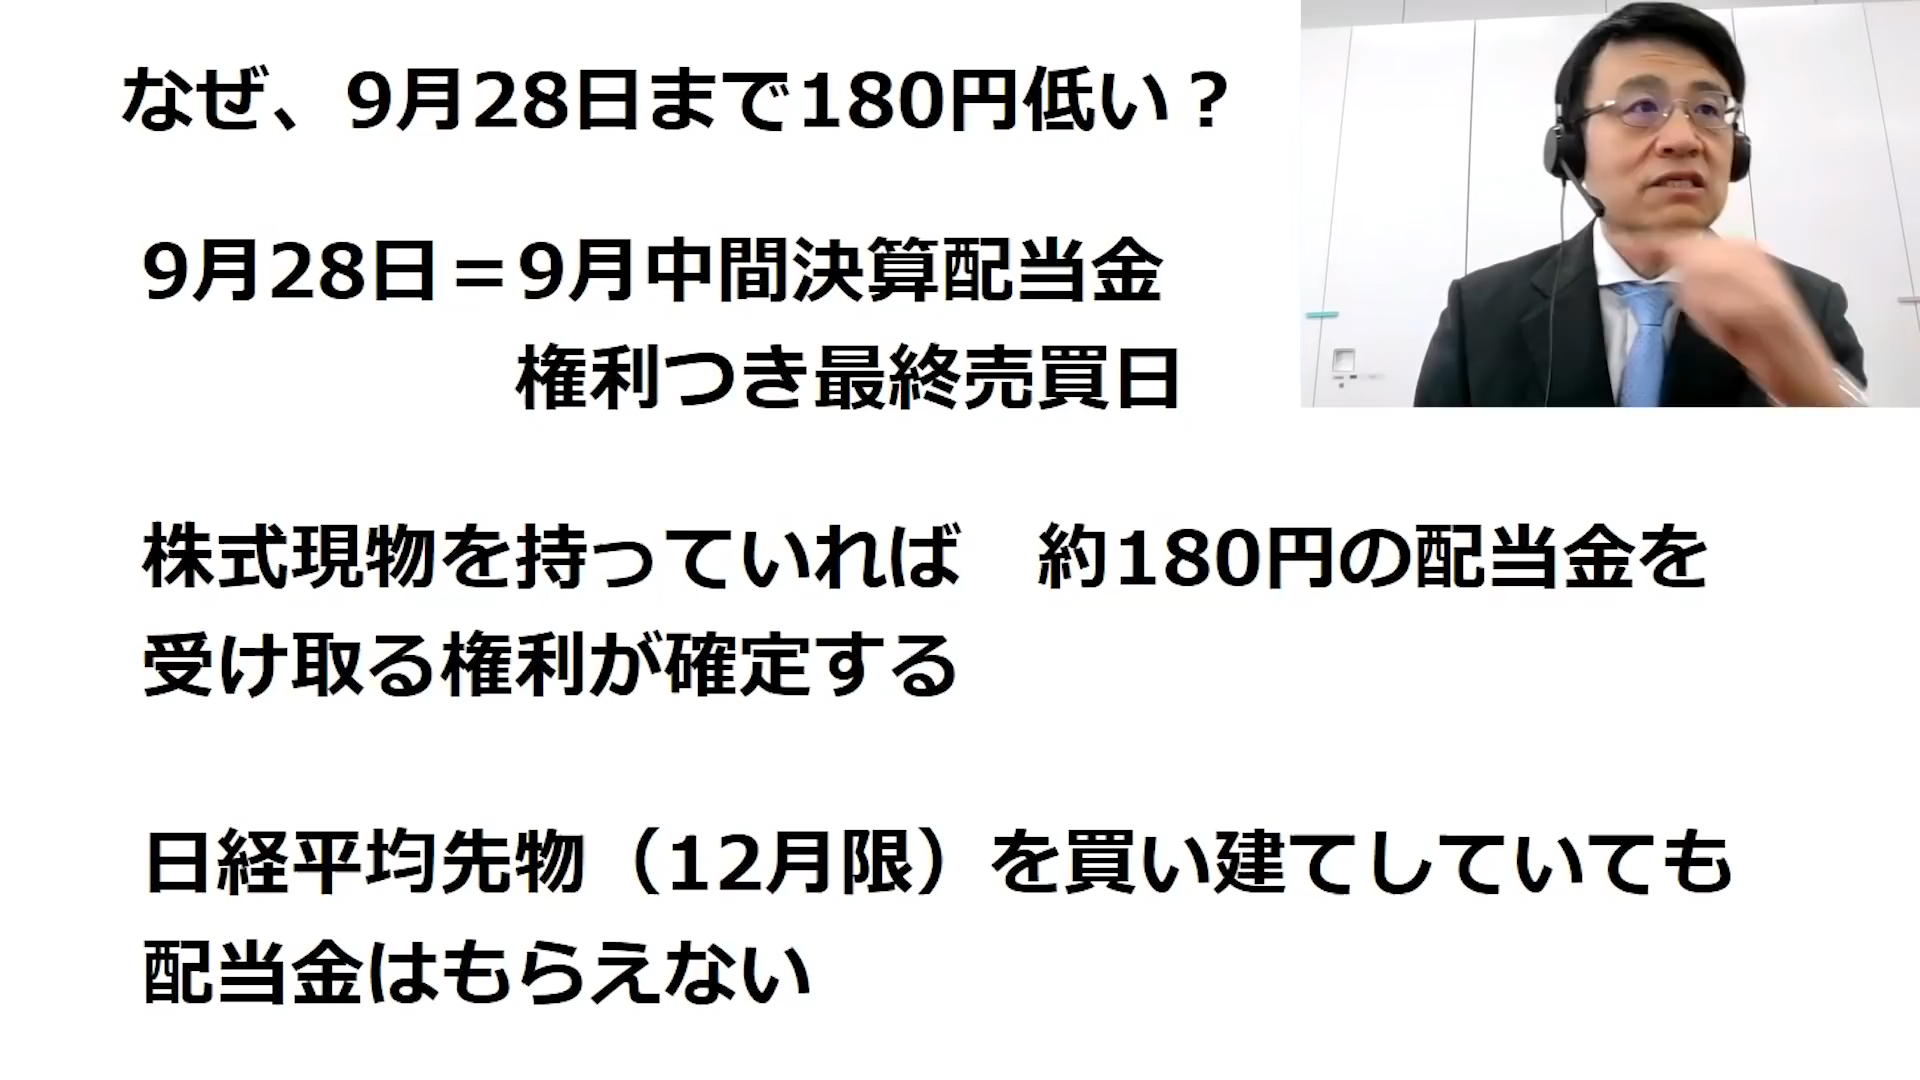 なぜ、9月28日まで180円低い？
9月28日＝9月中間決算配当金
権利つき最終売買日
株式現物を持っていれば　約180円の配当金を
受け取る権利が確定する
日経平均先物（12月限）を買い建てしていても
配当金はもらえない